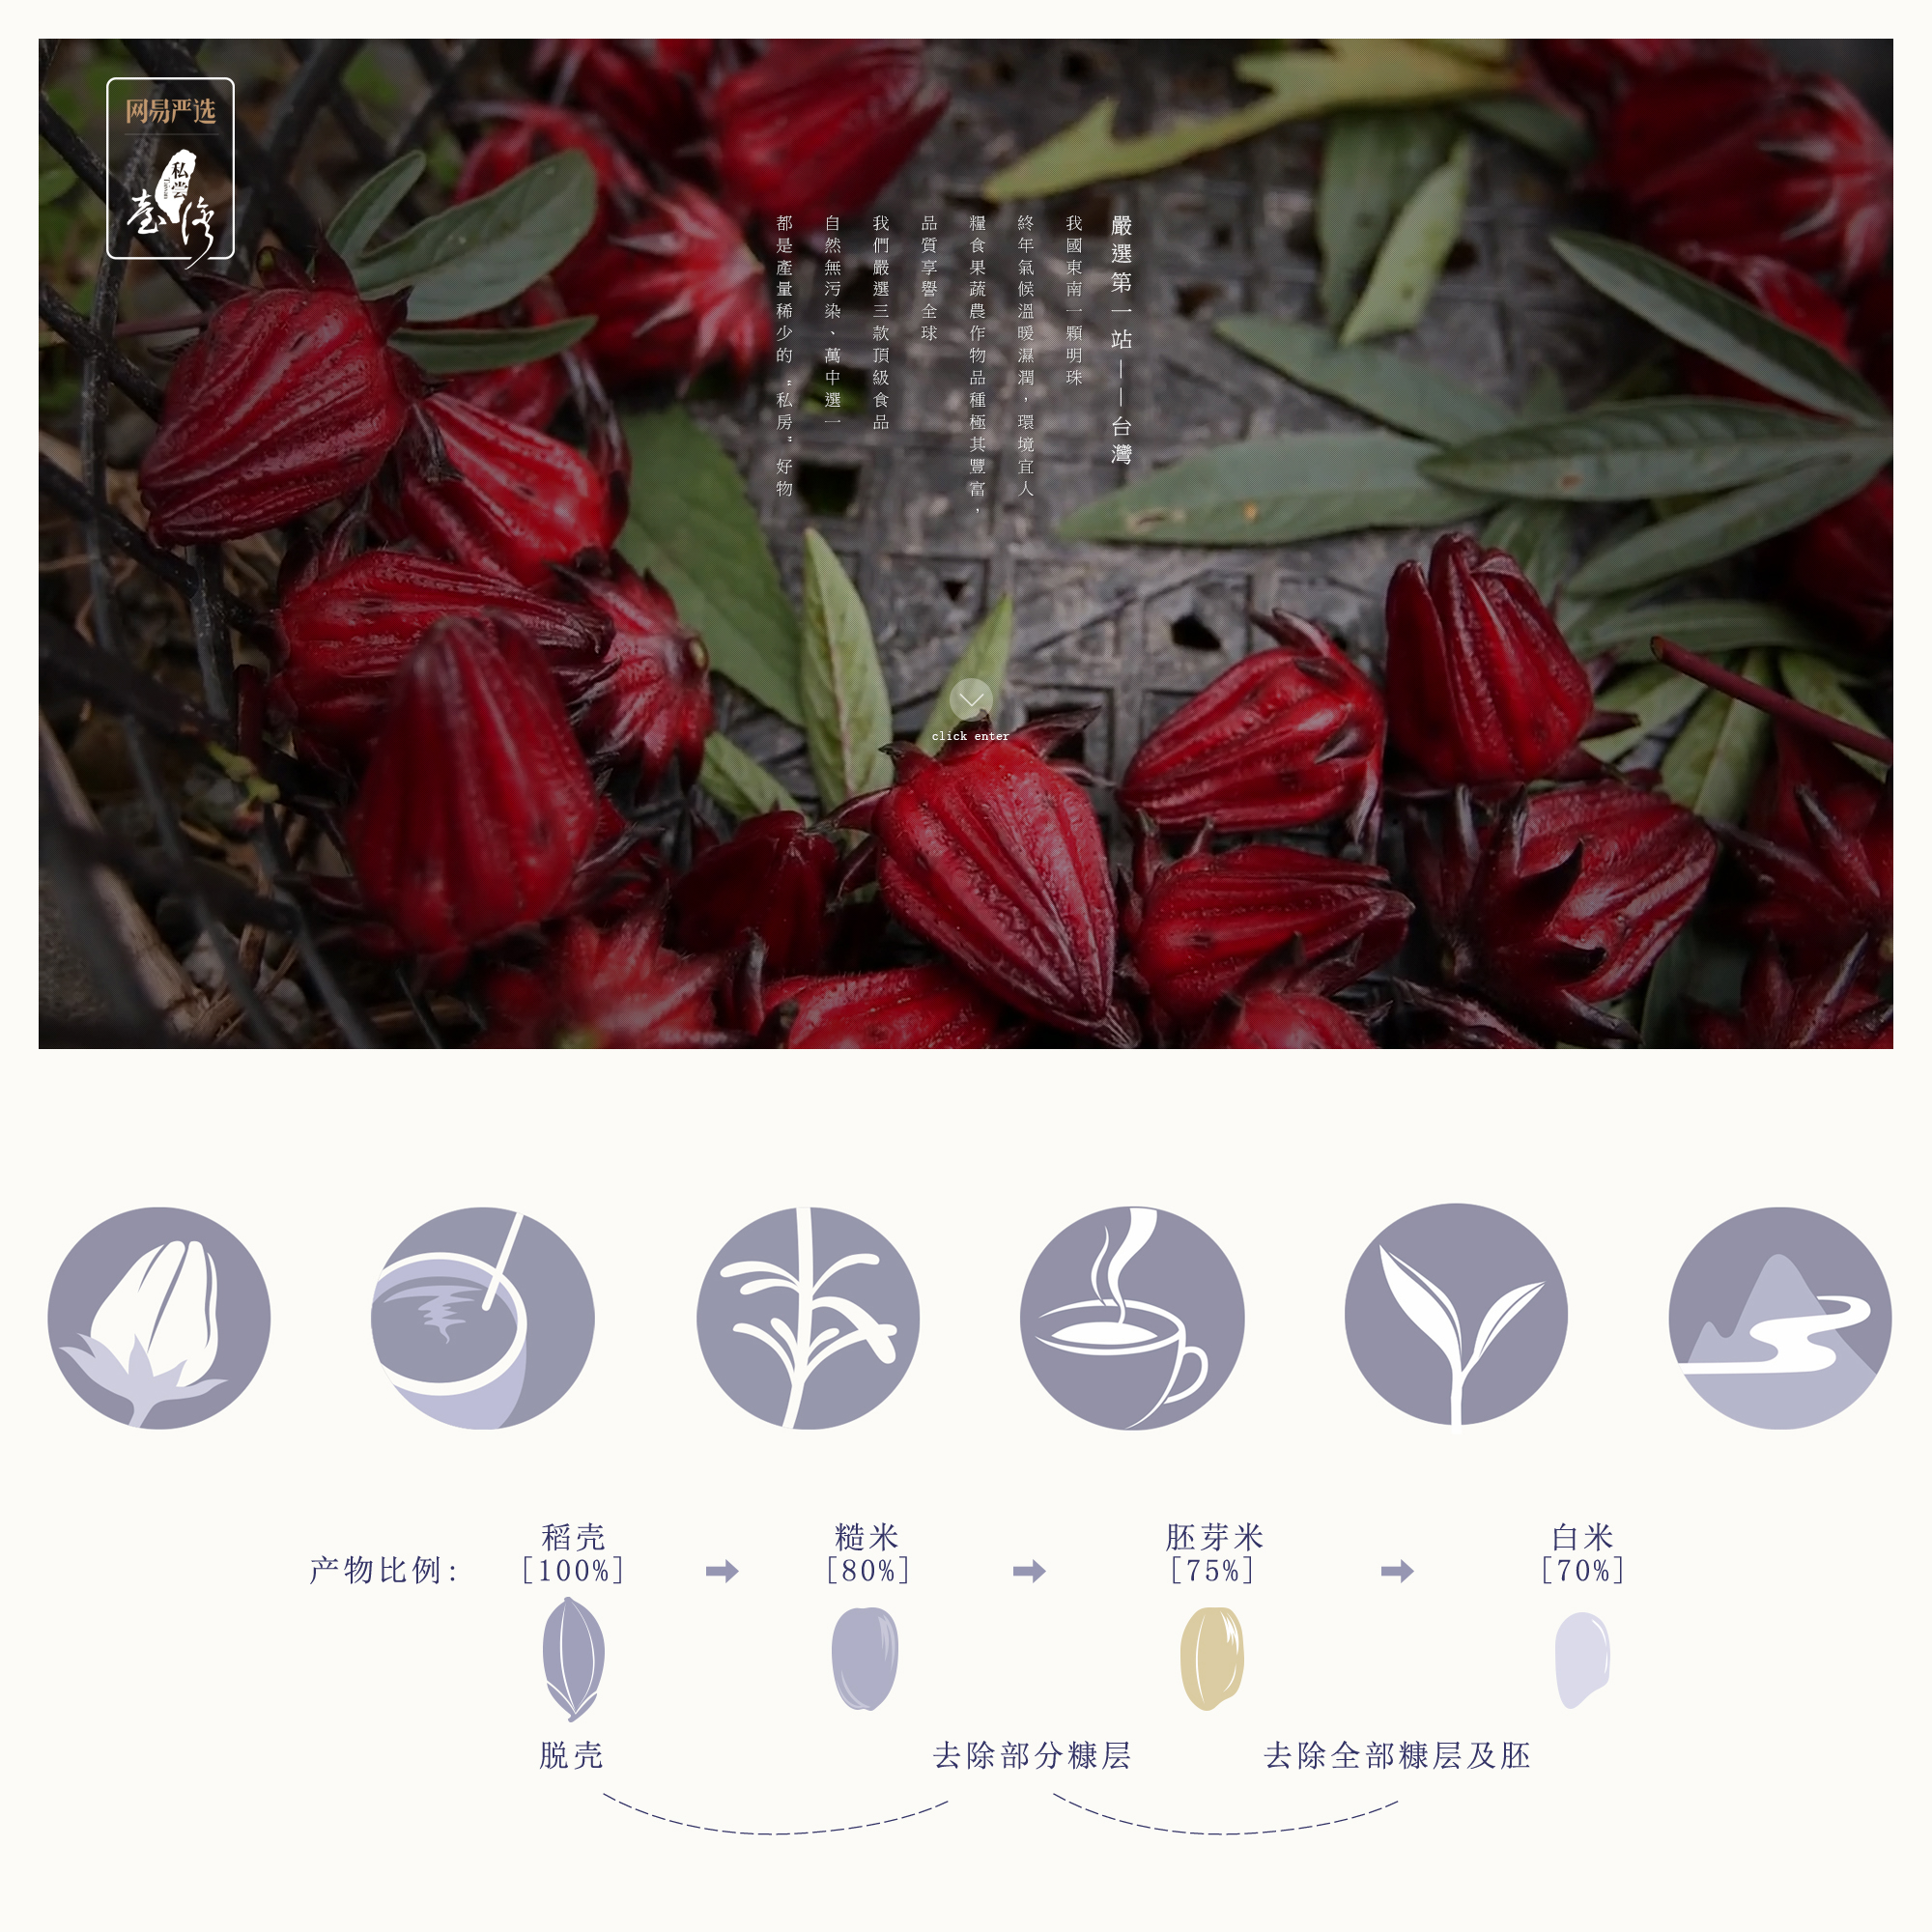 网易严选
私尝
臺灣
嚴選第一站——台灣
我國東南一顆明珠
終年氣候溫暖濕潤，環境宜人
糧食果蔬農作物品種極其豐富，
品質享譽全球
我們嚴選三款頂級食品
自然無污染、萬中選一
都是產量稀少的“私房”好物
click enter
产物比例：
稻壳
[100%]
糙米
[80%]
胚芽米
[75%]
白米
[70%]
脱壳
去除部分糠层
去除全部糠层及胚